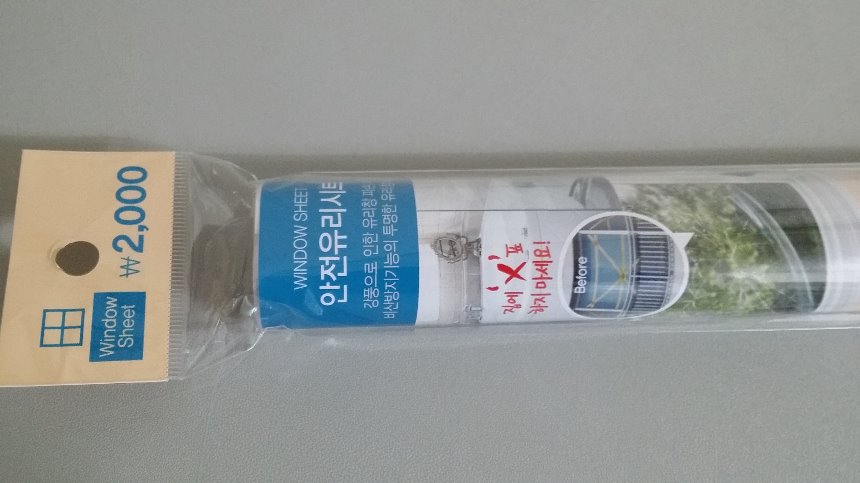 Window
Sheet
₩2,000
WINDOW SHEET
안전유리시트
강풍으로 인한 유리창
비산방지기능의 투명한
집에 'X'표
하지 마세요!
Before